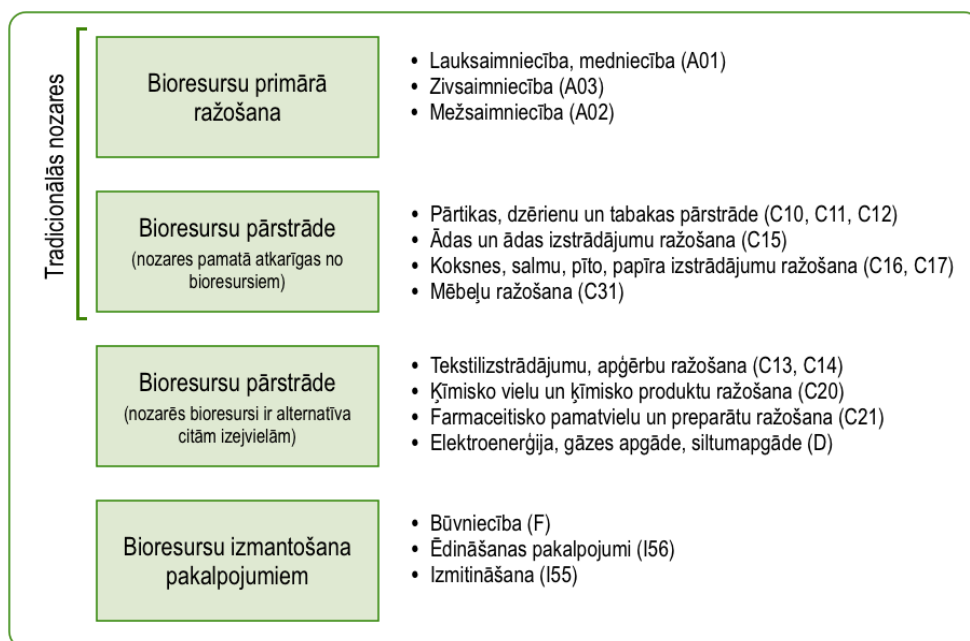 Tradicionālās nozares
Bioresursu primārā
ražošana
• Lauksaimniecība, medniecība (A01)
• Zivsaimniecība (A03)
• Mežsaimniecība (A02)
Bioresursu pārstrāde
(nozares pamatā atkarīgas no
bioresursiem)
• Pārtikas, dzērienu un tabakas pārstrāde (C10, C11, C12)
• Ādas un ādas izstrādājumu ražošana (C15)
• Koksnes, salmu, pīto, papīra izstrādājumu ražošana (C16, C17)
• Mēbeļu ražošana (C31)
Bioresursu pārstrāde
(nozarēs bioresursi ir alternatīva
citām izejvielām)
• Tekstilizstrādājumu, apģērbu ražošana (C13, C14)
• Ķīmisko vielu un ķīmisko produktu ražošana (C20)
• Farmaceitisko pamatvielu un preparātu ražošana (C21)
• Elektroenerģija, gāzes apgāde, siltumapgāde (D)
Bioresursu izmantošana
pakalpojumiem
• Būvniecība (F)
• Ēdināšanas pakalpojumi (I56)
• Izmitināšana (I55)